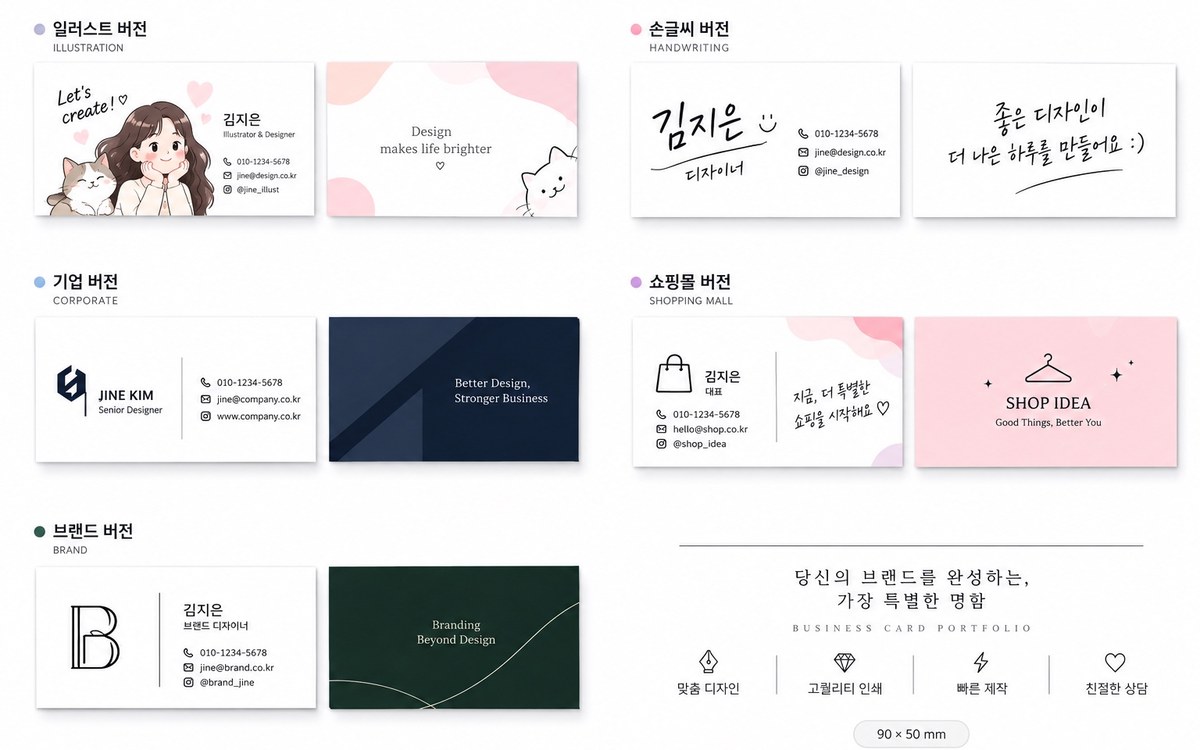 일러스트 버전
ILLUSTRATION
Let's
create!
김지은
Illustrator & Designer
010-1234-5678
jine@design.co.kr
@jine_illust
Design
makes life brighter
손글씨 버전
HANDWRITING
김지은
디자이너
010-1234-5678
jine@design.co.kr
@jine_design
좋은 디자인이
더 나은 하루를 만들어요 :)
기업 버전
CORPORATE
JINE KIM
Senior Designer
010-1234-5678
jine@company.co.kr
www.company.co.kr
Better Design,
Stronger Business
쇼핑몰 버전
SHOPPING MALL
김지은
대표
010-1234-5678
hello@shop.co.kr
@shop_idea
지금, 더 특별한
쇼핑을 시작해요
SHOP IDEA
Good Things, Better You
브랜드 버전
BRAND
B
김지은
브랜드 디자이너
010-1234-5678
jine@brand.co.kr
@brand_jine
Branding
Beyond Design
당신의 브랜드를 완성하는,
가장 특별한 명함
BUSINESS CARD PORTFOLIO
맞춤 디자인
고퀄리티 인쇄
빠른 제작
친절한 상담
90 × 50 mm